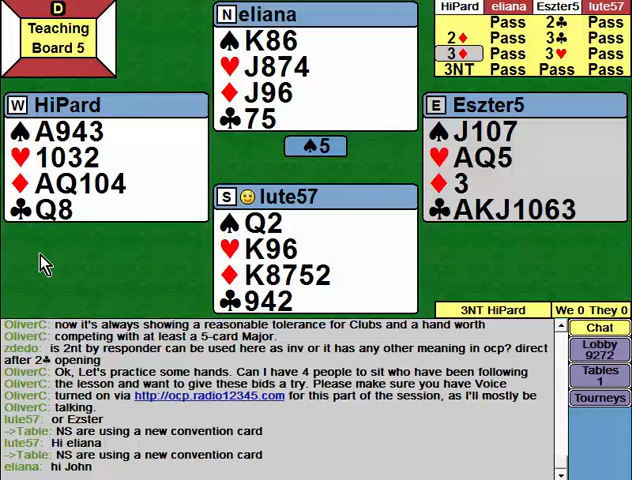 D
Teaching
Board 5
N eliana
♠K86
♥J874
♦J96
♣75
HiPard eliana Eszter5 lute57
Pass 2♣ Pass
2♦ Pass 3♣ Pass
3♦ Pass 3♥ Pass
3NT Pass Pass Pass
W HiPard
♠A943
♥1032
♦AQ104
♣Q8
♠5
E Eszter5
♠J107
♥AQ5
♦3
♣AKJ1063
S lute57
♠Q2
♥K96
♦K8752
♣942
3NT HiPard
We 0 They 0
OliverC: now it's always showing a reasonable tolerance for Clubs and a hand worth
competing with at least a 5-card Major.
zdedo: is 2nt by responder can be used here as inv or it has any other meaning in ocp? direct
after 2♣ opening
OliverC: Ok, Let's practice some hands. Can I have 4 people to sit who have been following
the lesson and want to give these bids a try. Please make sure you have Voice
turned on via http://ocp.radio12345.com for this part of the session, as I'll mostly be
talking.
lute57: or Ezster
->Table: NS are using a new convention card
lute57: Hi eliana
->Table: NS are using a new convention card
eliana: hi John
Chat
Lobby
9272
Tables
1
Tourneys